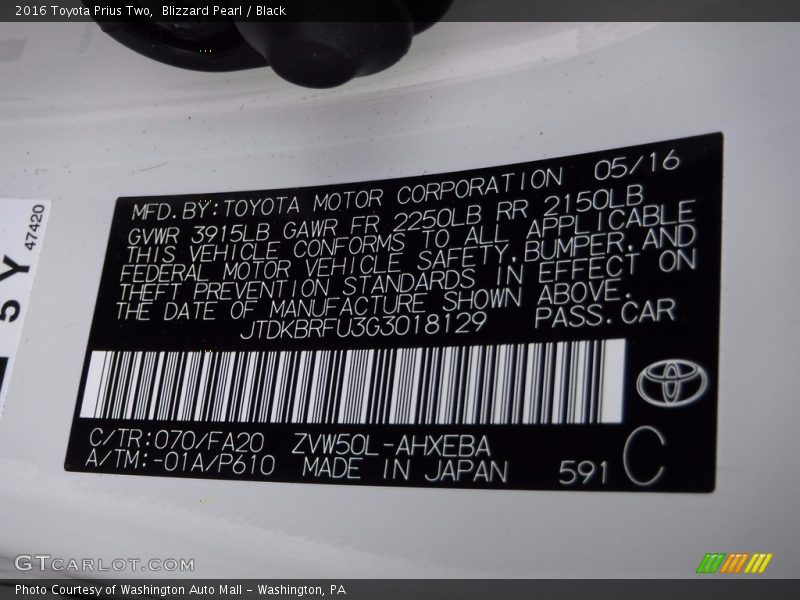 2016 Toyota Prius Two, Blizzard Pearl / Black
MFD.BY:TOYOTA MOTOR CORPORATION 05/16
GVWR 3915LB GAWR FR 2250LB RR 2150LB
THIS VEHICLE CONFORMS TO ALL APPLICABLE
FEDERAL MOTOR VEHICLE SAFETY,BUMPER,AND
THEFT PREVENTION STANDARDS IN EFFECT ON
THE DATE OF MANUFACTURE SHOWN ABOVE.
JTDKBRFU3G3018129 PASS.CAR
C/TR:070/FA20 ZVW50L-AHXEBA
A/TM:-01A/P610 MADE IN JAPAN 591 C
5 Y
47420
GTCARLOT.COM
Photo Courtesy of Washington Auto Mall - Washington, PA